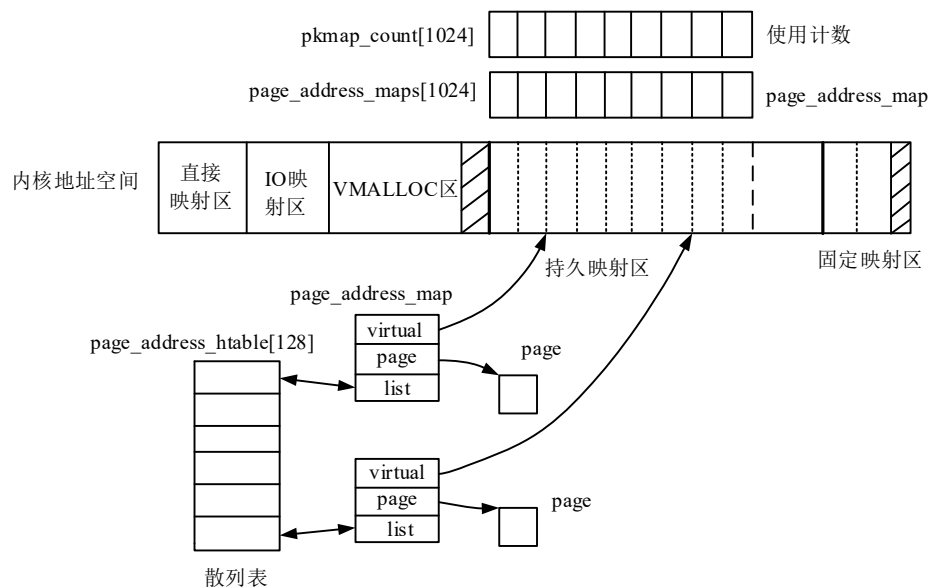 pkmap_count[1024]
使用计数
page_address_maps[1024]
page_address_map
内核地址空间
直接
映射区
IO映
射区
VMALLOC区
持久映射区
固定映射区
page_address_map
virtual
page
list
page
page_address_htable[128]
virtual
page
list
page
散列表